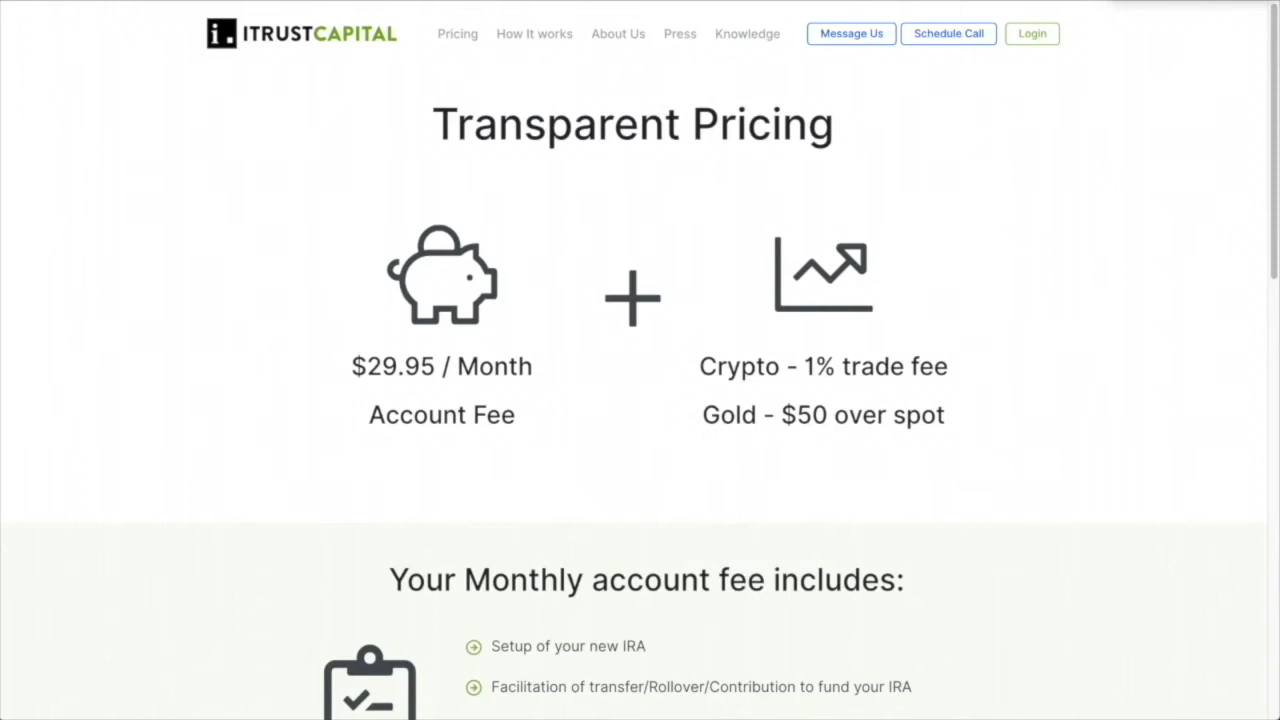 i. ITRUSTCAPITAL Pricing How It works About Us Press Knowledge Message Us Schedule Call Login
Transparent Pricing
$29.95 / Month
Account Fee
Crypto - 1% trade fee
Gold - $50 over spot
Your Monthly account fee includes:
Setup of your new IRA
Facilitation of transfer/Rollover/Contribution to fund your IRA